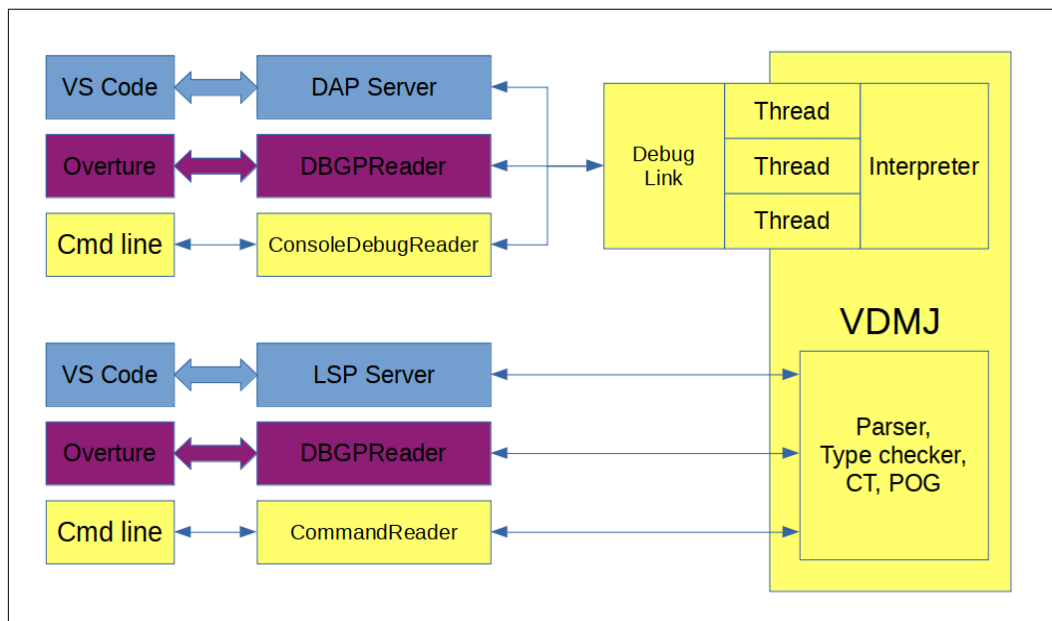 VS Code
DAP Server
Overture
DBGPReader
Cmd line
ConsoleDebugReader
Debug
Link
Thread
Thread
Thread
Interpreter
VDMJ
VS Code
LSP Server
Overture
DBGPReader
Cmd line
CommandReader
Parser,
Type checker,
CT, POG